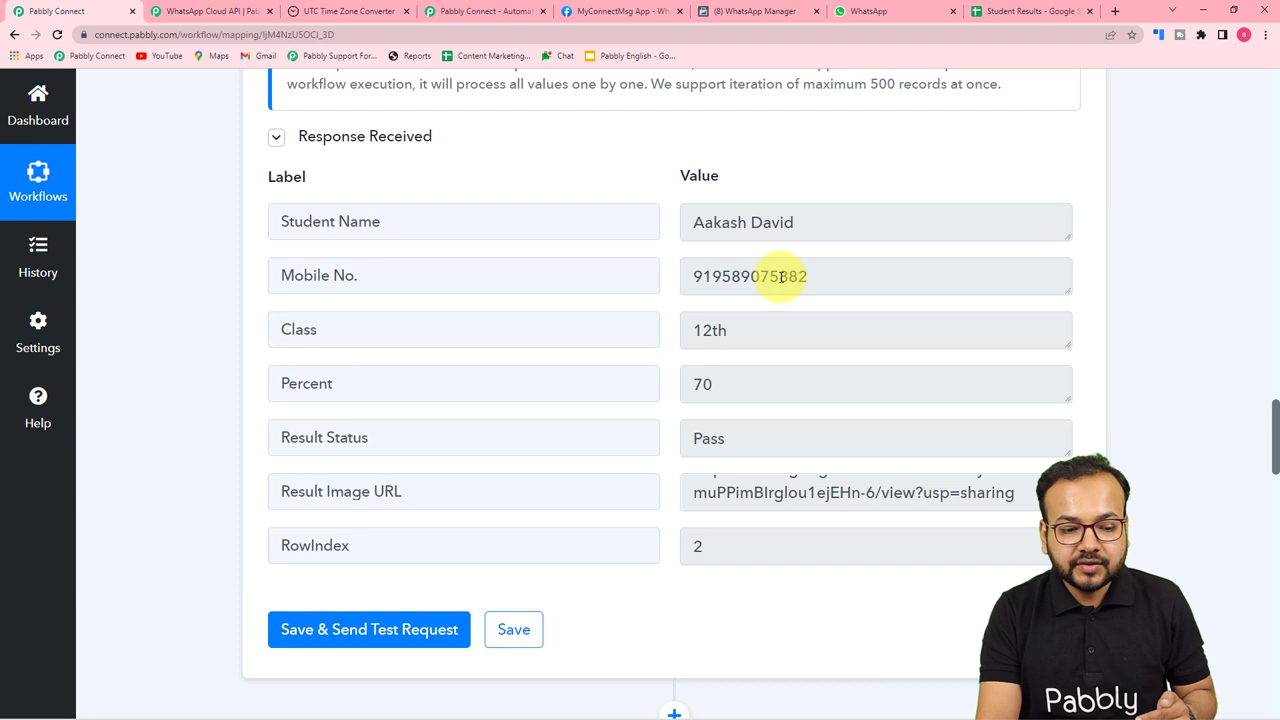 Pabbly Connect
WhatsApp Cloud API | Pab
UTC Time Zone Converter
Pabbly Connect - Automat
MyConnectMsg App - Wh
(8) WhatsApp Manager
WhatsApp
Student Results - Google S
connect.pabbly.com/workflow/mapping/IjM4NzU5OCI_3D
Apps
Pabbly Connect
YouTube
Maps
Gmail
Pabbly Support For...
Reports
Content Marketing...
Chat
Pabbly English - Go...
Dashboard
Workflows
History
Settings
Help
workflow execution, it will process all values one by one. We support iteration of maximum 500 records at once.
Response Received
Label
Value
Student Name
Aakash David
Mobile No.
919589075382
Class
12th
Percent
70
Result Status
Pass
Result Image URL
muPPimBIrglou1ejEHn-6/view?usp=sharing
RowIndex
2
Save & Send Test Request
Save
Pabbly